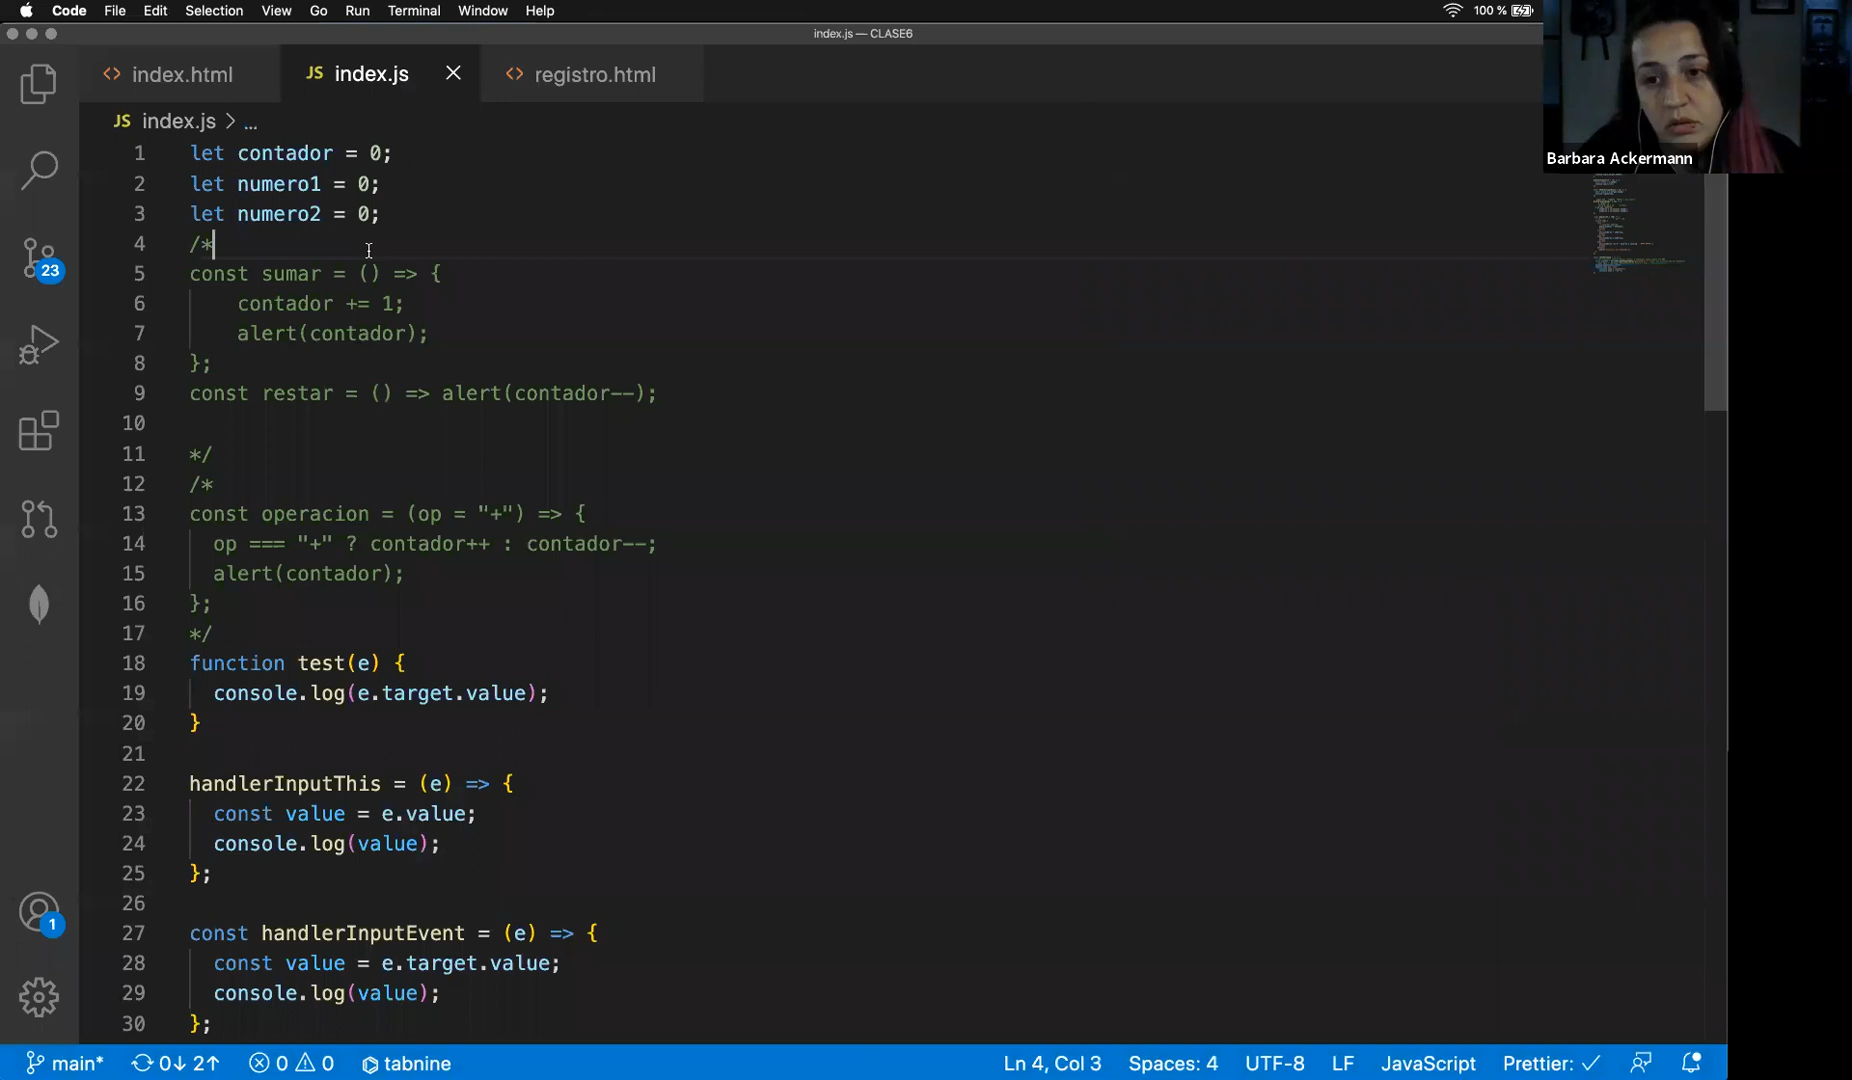 Code File Edit Selection View Go Run Terminal Window Help 100 %
index.js — CLASE6
index.html JS index.js registro.html
JS index.js > ...
Barbara Ackermann
1 let contador = 0;
2 let numero1 = 0;
3 let numero2 = 0;
4 /*
5 const sumar = () => {
6 contador += 1;
7 alert(contador);
8 };
9 const restar = () => alert(contador--);
10
11 */
12 /*
13 const operacion = (op = "+") => {
14 op === "+" ? contador++ : contador--;
15 alert(contador);
16 };
17 */
18 function test(e) {
19 console.log(e.target.value);
20 }
21
22 handlerInputThis = (e) => {
23 const value = e.value;
24 console.log(value);
25 };
26
27 const handlerInputEvent = (e) => {
28 const value = e.target.value;
29 console.log(value);
30 };
23
1
main* 0↓ 2↑ 0 0 tabnine Ln 4, Col 3 Spaces: 4 UTF-8 LF JavaScript Prettier: ✓